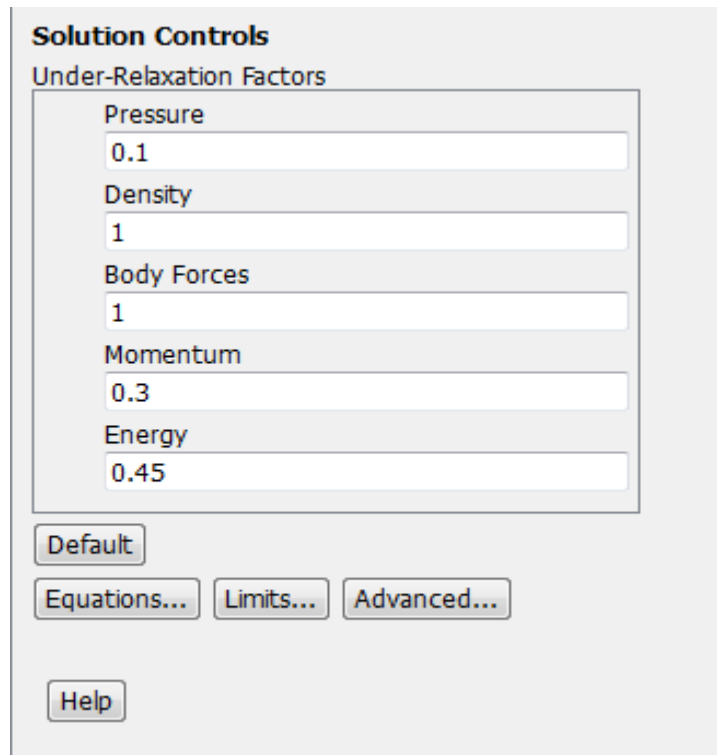 Solution Controls
Under-Relaxation Factors
Pressure
0.1
Density
1
Body Forces
1
Momentum
0.3
Energy
0.45
Default
Equations... Limits... Advanced...
Help